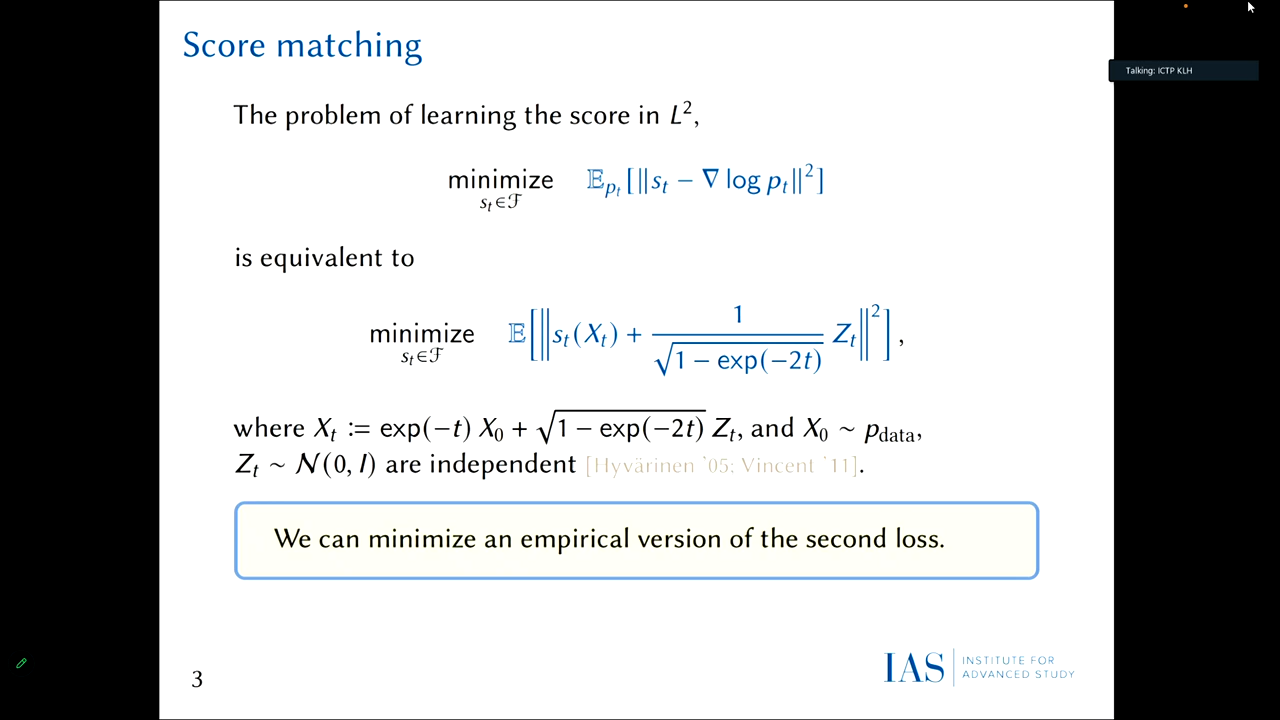 Score matching
Talking: ICTP KLH
The problem of learning the score in L²,
minimize 𝔼_{p_t}[‖s_t − ∇ log p_t‖²]
s_t∈ℱ
is equivalent to
minimize 𝔼[‖s_t(X_t) + 1/√(1 − exp(−2t)) Z_t‖²],
s_t∈ℱ
where X_t := exp(−t) X_0 + √(1 − exp(−2t)) Z_t, and X_0 ∼ p_data,
Z_t ∼ 𝒩(0, I) are independent [Hyvärinen `05; Vincent `11].
We can minimize an empirical version of the second loss.
3
IAS INSTITUTE FOR
ADVANCED STUDY